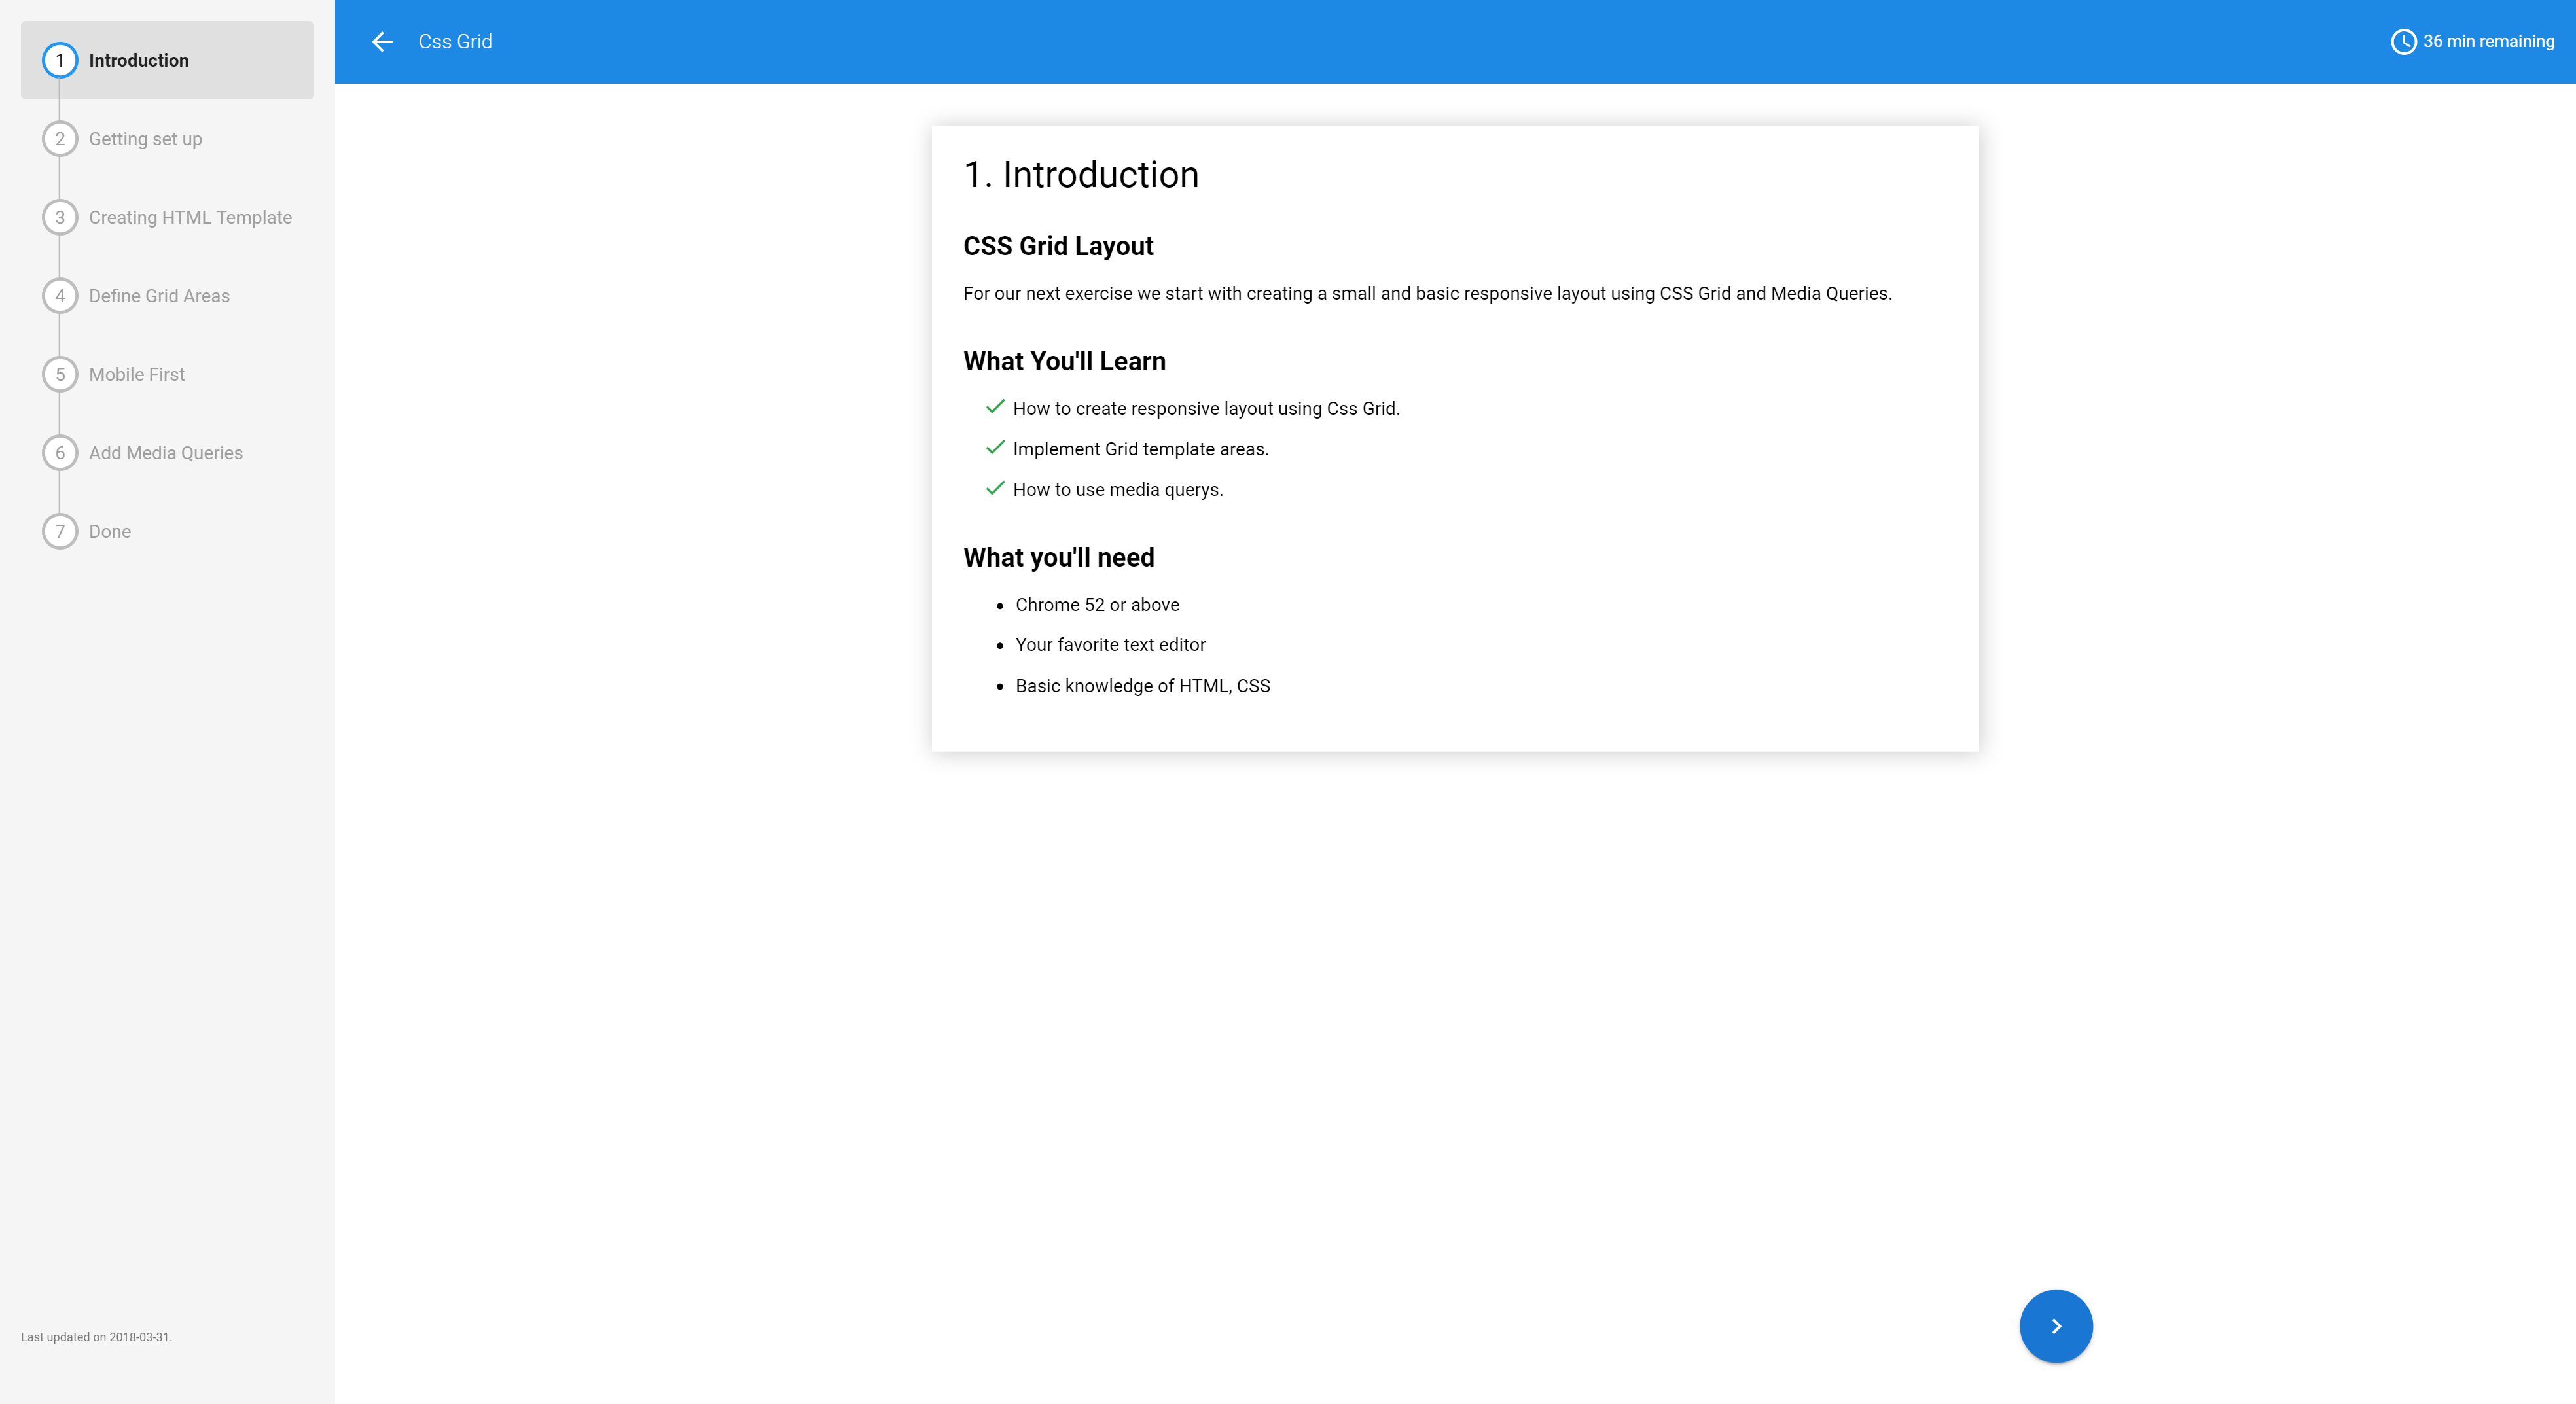 1 Introduction
2 Getting set up
3 Creating HTML Template
4 Define Grid Areas
5 Mobile First
6 Add Media Queries
7 Done
Last updated on 2018-03-31.
Css Grid
36 min remaining
1. Introduction
CSS Grid Layout
For our next exercise we start with creating a small and basic responsive layout using CSS Grid and Media Queries.
What You'll Learn
How to create responsive layout using Css Grid.
Implement Grid template areas.
How to use media querys.
What you'll need
Chrome 52 or above
Your favorite text editor
Basic knowledge of HTML, CSS